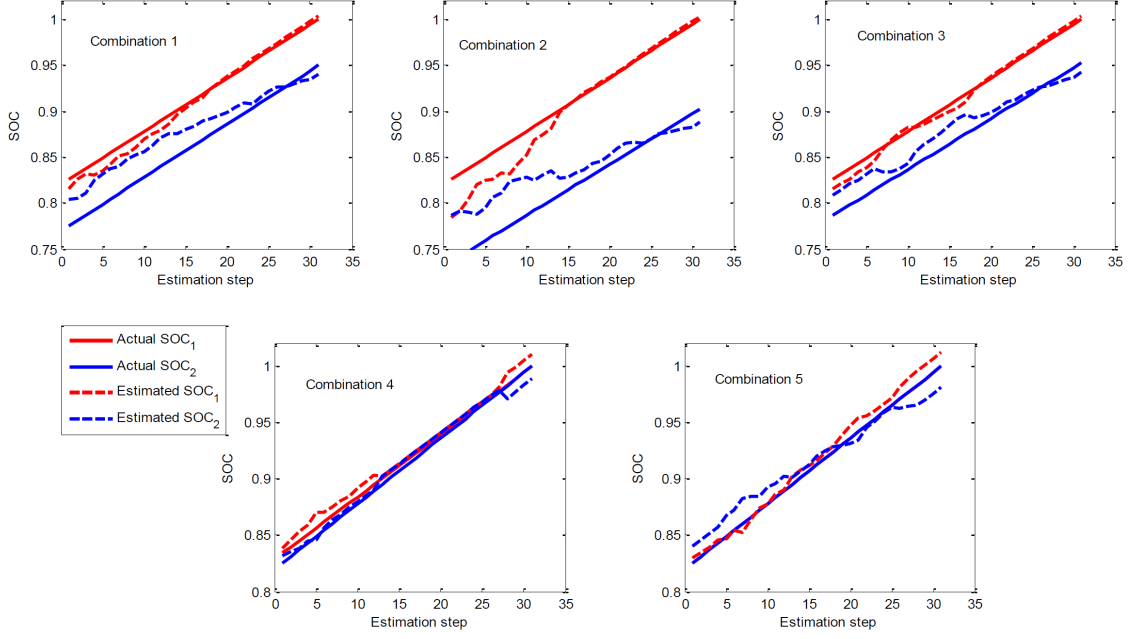 Combination 1
SOC
1
0.95
0.9
0.85
0.8
0.75
0 5 10 15 20 25 30 35
Estimation step
Combination 2
SOC
1
0.95
0.9
0.85
0.8
0.75
0 5 10 15 20 25 30 35
Estimation step
Combination 3
SOC
1
0.95
0.9
0.85
0.8
0.75
0 5 10 15 20 25 30 35
Estimation step
Actual SOC1
Actual SOC2
Estimated SOC1
Estimated SOC2
Combination 4
SOC
1
0.95
0.9
0.85
0.8
0 5 10 15 20 25 30 35
Estimation step
Combination 5
SOC
1
0.95
0.9
0.85
0.8
0 5 10 15 20 25 30 35
Estimation step